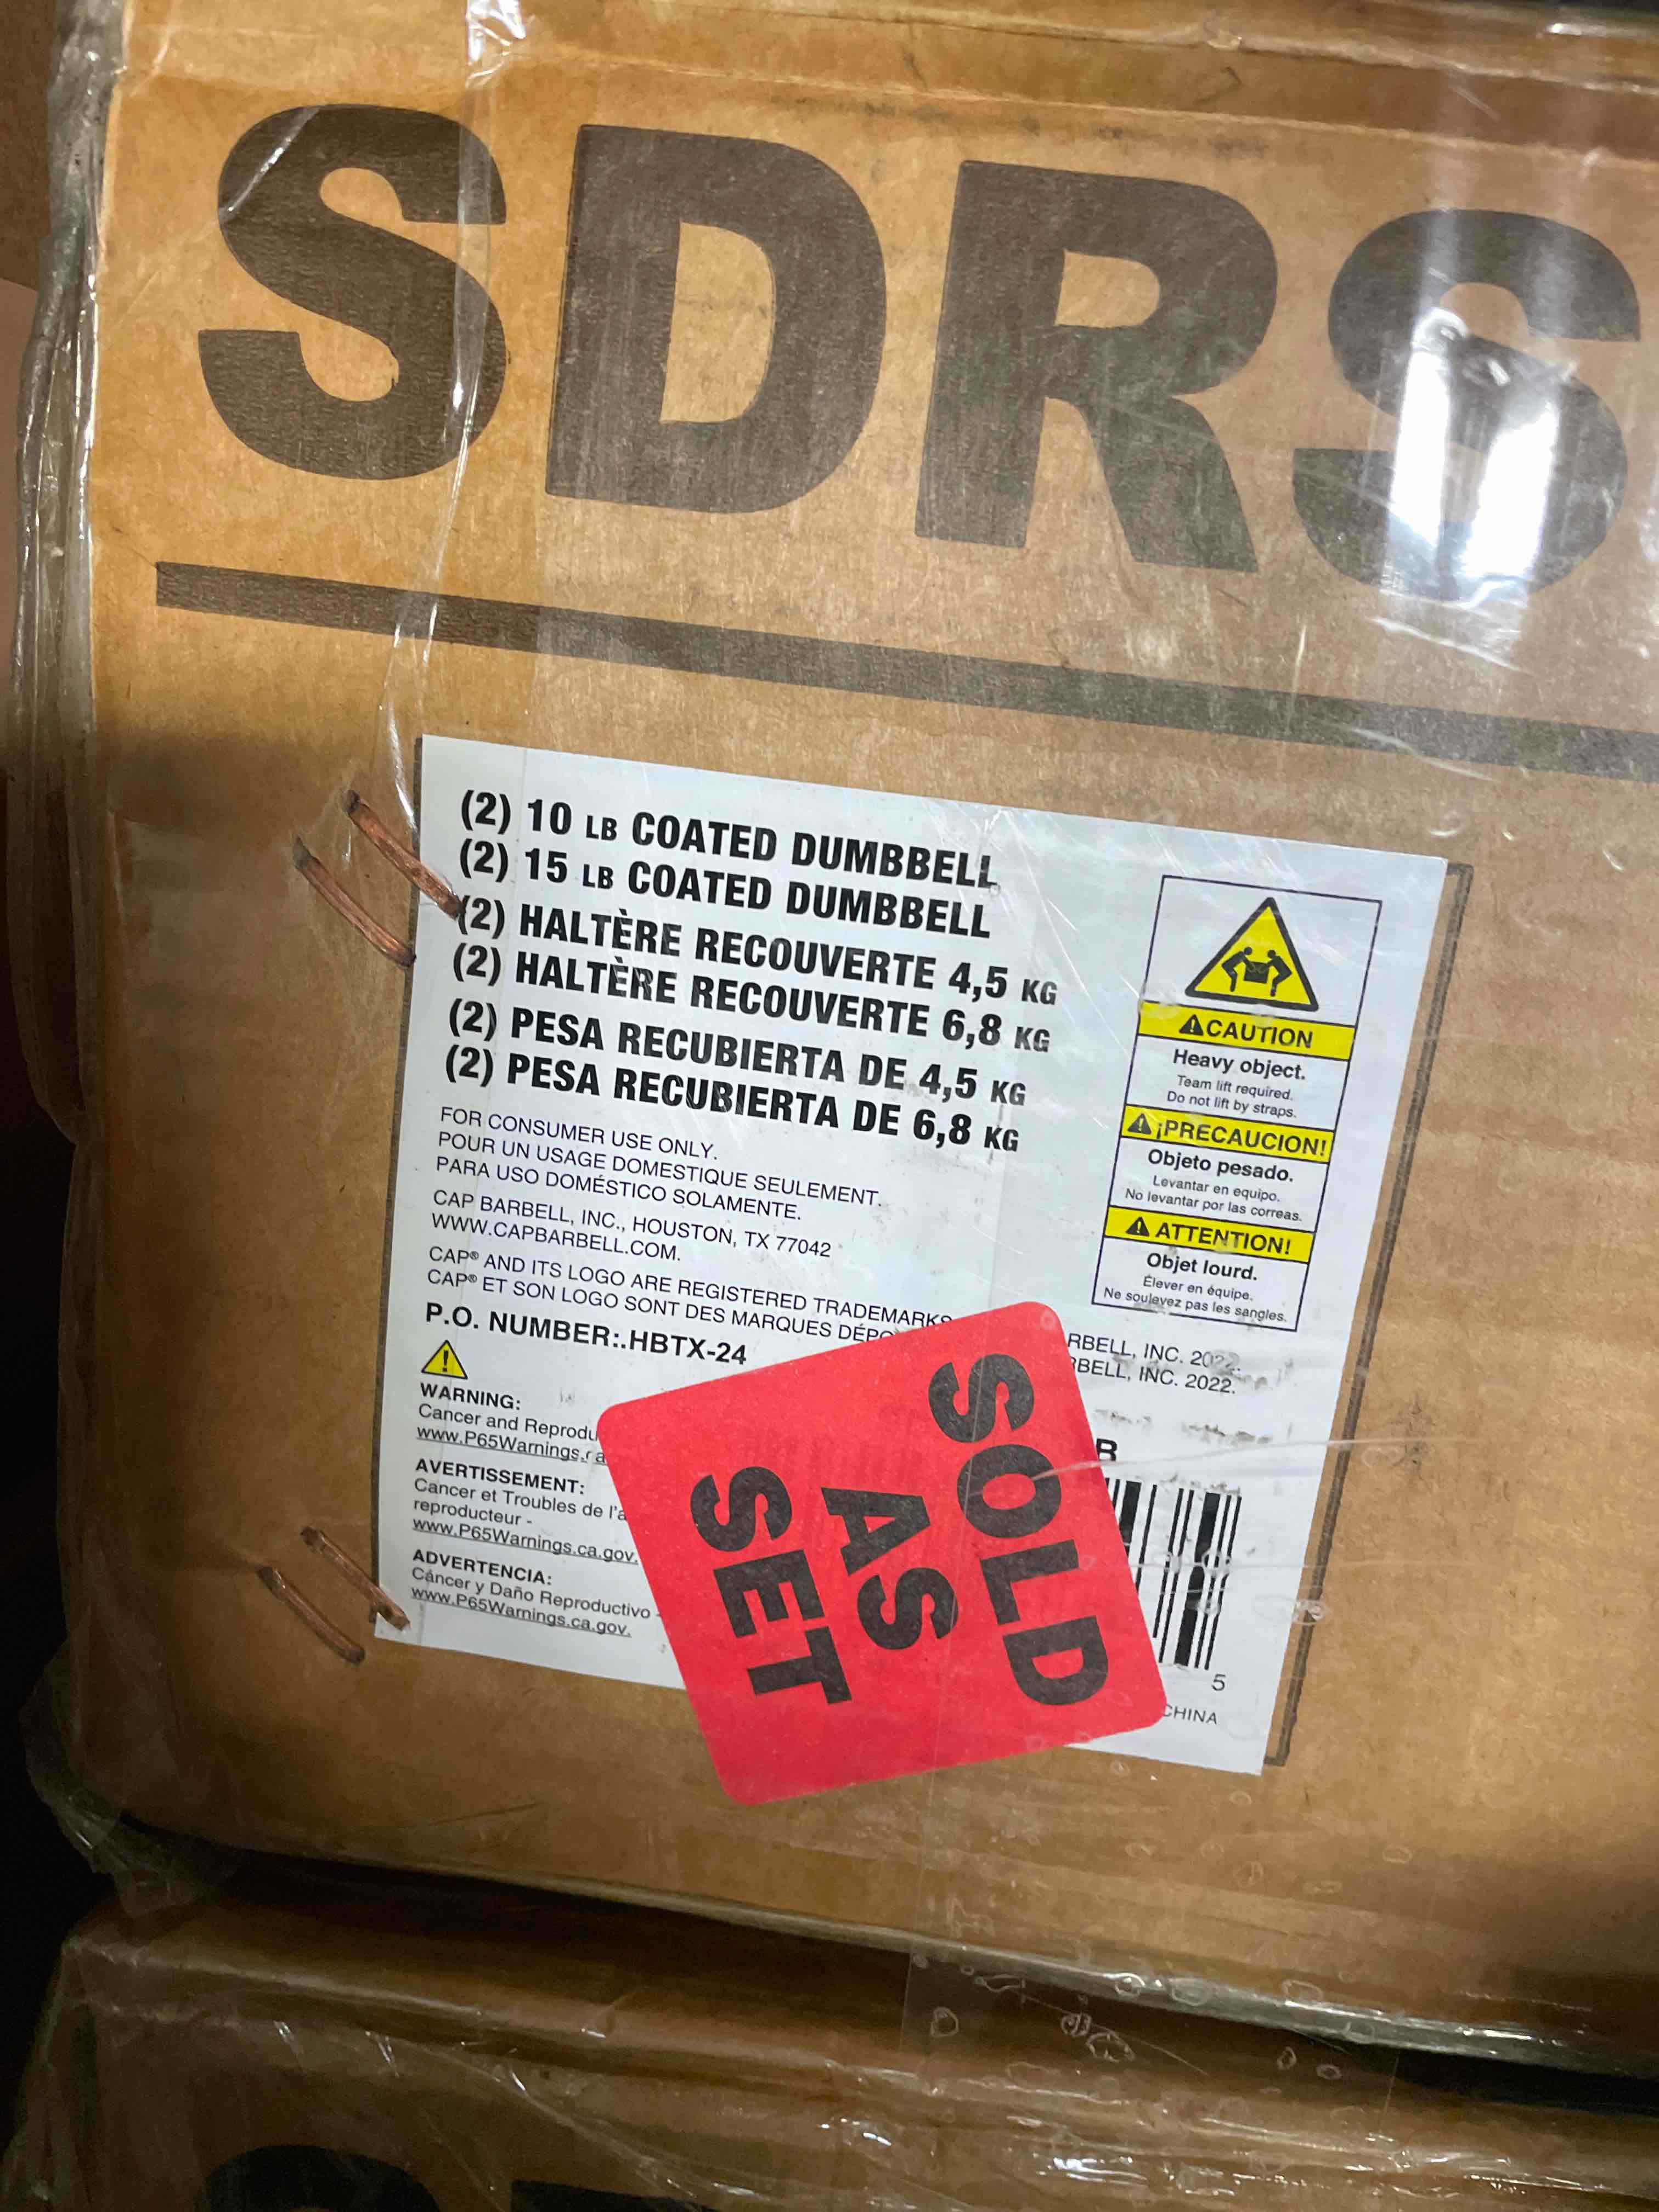 SDRS
(2) 10 LB COATED DUMBBELL
(2) 15 LB COATED DUMBBELL
(2) HALTÈRE RECOUVERTE 4,5 KG
(2) HALTÈRE RECOUVERTE 6,8 KG
(2) PESA RECUBIERTA DE 4,5 KG
(2) PESA RECUBIERTA DE 6,8 KG
FOR CONSUMER USE ONLY.
POUR UN USAGE DOMESTIQUE SEULEMENT.
PARA USO DOMÉSTICO SOLAMENTE.
CAP BARBELL, INC., HOUSTON, TX 77042
WWW.CAPBARBELL.COM.
CAP® AND ITS LOGO ARE REGISTERED TRADEMARKS RBELL, INC. 2022.
CAP® ET SON LOGO SONT DES MARQUES DÉPO BELL, INC. 2022.
P.O. NUMBER:.HBTX-24
WARNING:
Cancer and Reprodu
www.P65Warnings.ca
AVERTISSEMENT:
Cancer et Troubles de l'a
reproducteur -
www.P65Warnings.ca.gov.
ADVERTENCIA:
Cáncer y Daño Reproductivo -
www.P65Warnings.ca.gov.
CAUTION
Heavy object.
Team lift required.
Do not lift by straps.
¡PRECAUCION!
Objeto pesado.
Levantar en equipo.
No levantar por las correas.
ATTENTION!
Objet lourd.
Élever en équipe.
Ne soulevez pas les sangles.
R
5
CHINA
SOLD
AS
SET